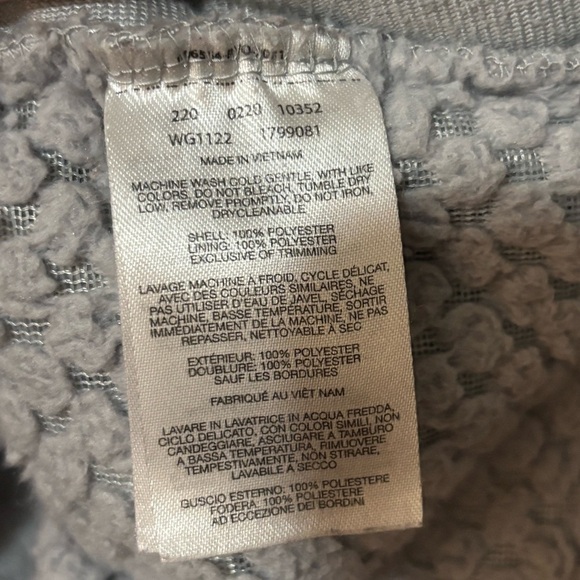 220 0220 10352
WG1122 1799081
MADE IN VIETNAM
MACHINE WASH COLD GENTLE, WITH LIKE
COLORS, DO NOT BLEACH, TUMBLE DRY
LOW, REMOVE PROMPTLY, DO NOT IRON,
DRYCLEANABLE
SHELL: 100% POLYESTER
LINING: 100% POLYESTER
EXCLUSIVE OF TRIMMING
LAVAGE MACHINE À FROID, CYCLE DÉLICAT,
AVEC DES COULEURS SIMILAIRES, NE
PAS UTILISER D'EAU DE JAVEL, SÉCHAGE
MACHINE, BASSE TEMPÉRATURE, SORTIR
IMMÉDIATEMENT DE LA MACHINE, NE PAS
REPASSER, NETTOYABLE À SEC
EXTÉRIEUR: 100% POLYESTER
DOUBLURE: 100% POLYESTER
SAUF LES BORDURES
FABRIQUÉ AU VIÊT NAM
LAVARE IN LAVATRICE IN ACQUA FREDDA,
CICLO DELICATO, CON COLORI SIMILI, NON
CANDEGGIARE, ASCIUGARE A TAMBURO
A BASSA TEMPERATURA, RIMUOVERE
TEMPESTIVAMENTE, NON STIRARE,
LAVABILE A SECCO
GUSCIO ESTERNO: 100% POLIESTERE
FODERA: 100% POLIESTERE
AD ECCEZIONE DEI BORDINI